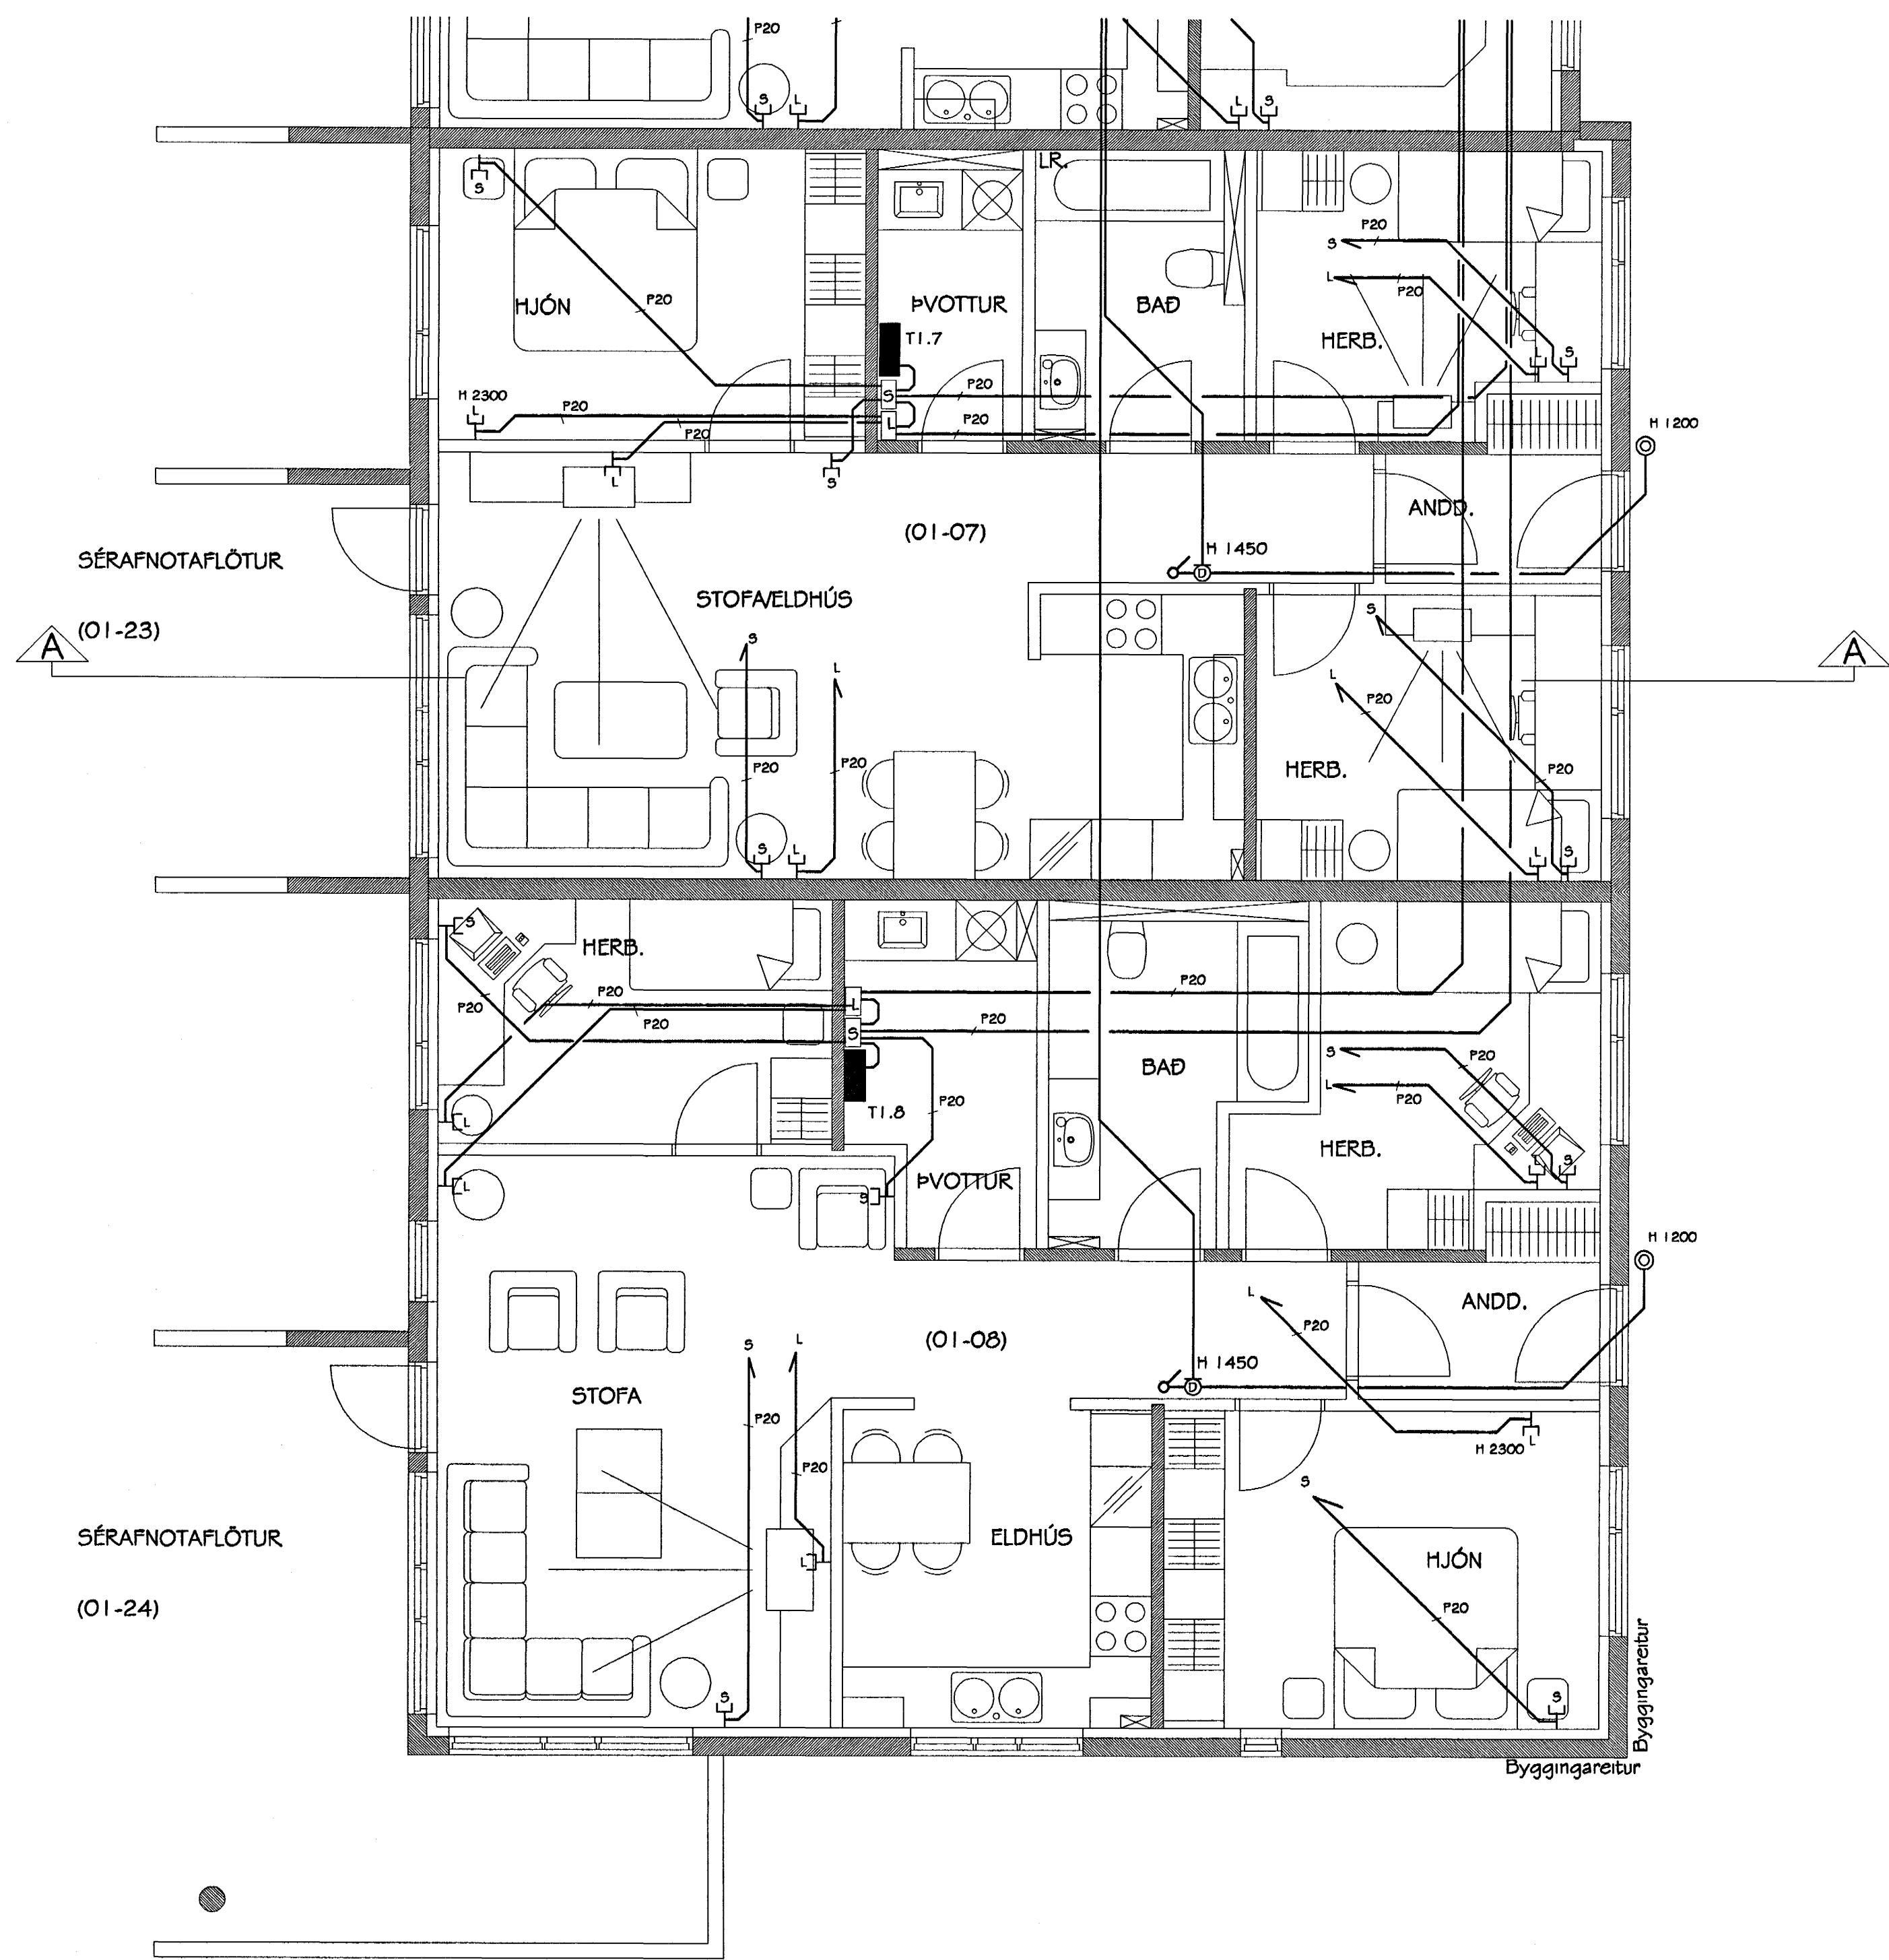 P20
S
L
L
S
LR.
S
P20
S
HJÓN
P20
ÞVOTTUR
BAÐ
L
P20
HERB.
T1.7
L
S
H 2300
L
P20
P20
S
P20
L
P20
H 1200
L
S
ANDD.
(01-07)
H 1450
D
SÉRAFNOTAFLÖTUR
STOFA/ELDHÚS
S
(01-23)
A
S
L
L
P20
A
P20
P20
HERB.
P20
S
L
L
S
S
HERB.
P20
P20
P20
L
P20
S
P20
S
P20
BAÐ
L
P20
T1.8
P20
L
HERB.
L
S
L
S
ÞVOTTUR
H 1200
L
ANDD.
P20
(01-08)
S
L
H 1450
D
STOFA
P20
L
H 2300
P20
S
SÉRAFNOTAFLÖTUR
ELDHÚS
L
HJÓN
(01-24)
P20
S
S
Byggingareitur
Byggingareitur